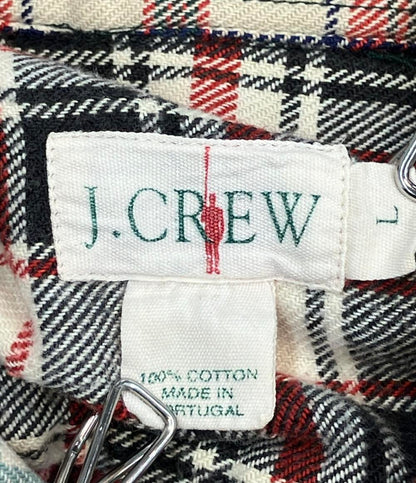 J.CREW
L
100% COTTON
MADE IN
PORTUGAL